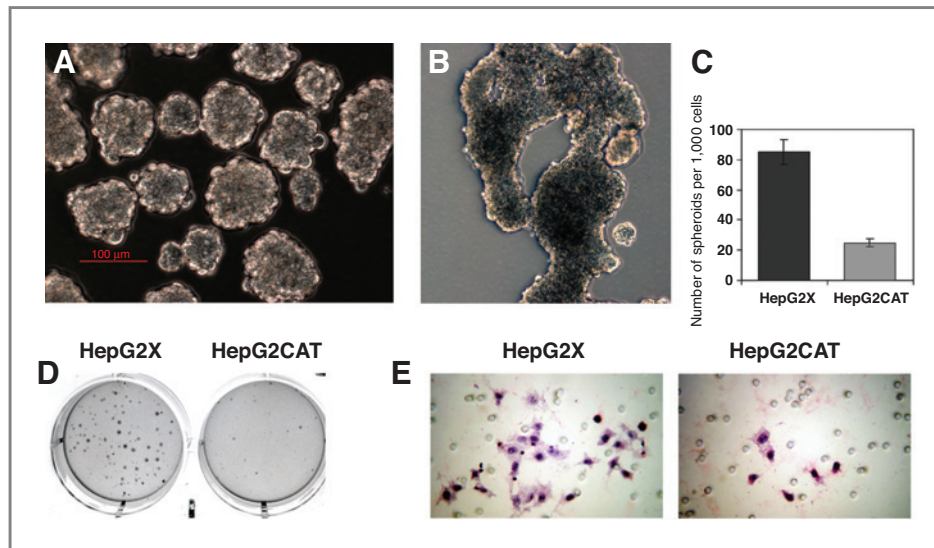 A
B
C
100 μm
Number of spheroids per 1,000 cells
100
80
60
40
20
0
HepG2X
HepG2CAT
D
HepG2X
HepG2CAT
E
HepG2X
HepG2CAT